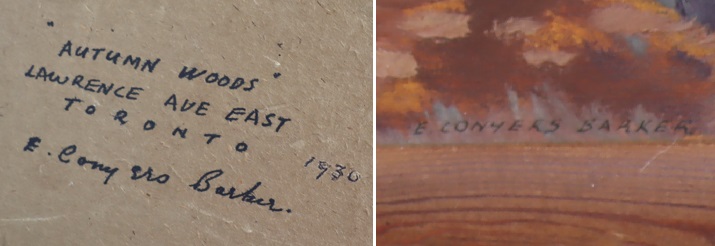 "AUTUMN WOODS"
LAWRENCE AVE EAST
TORONTO
E. Conyers Barker.
1930
E CONYERS BARKER